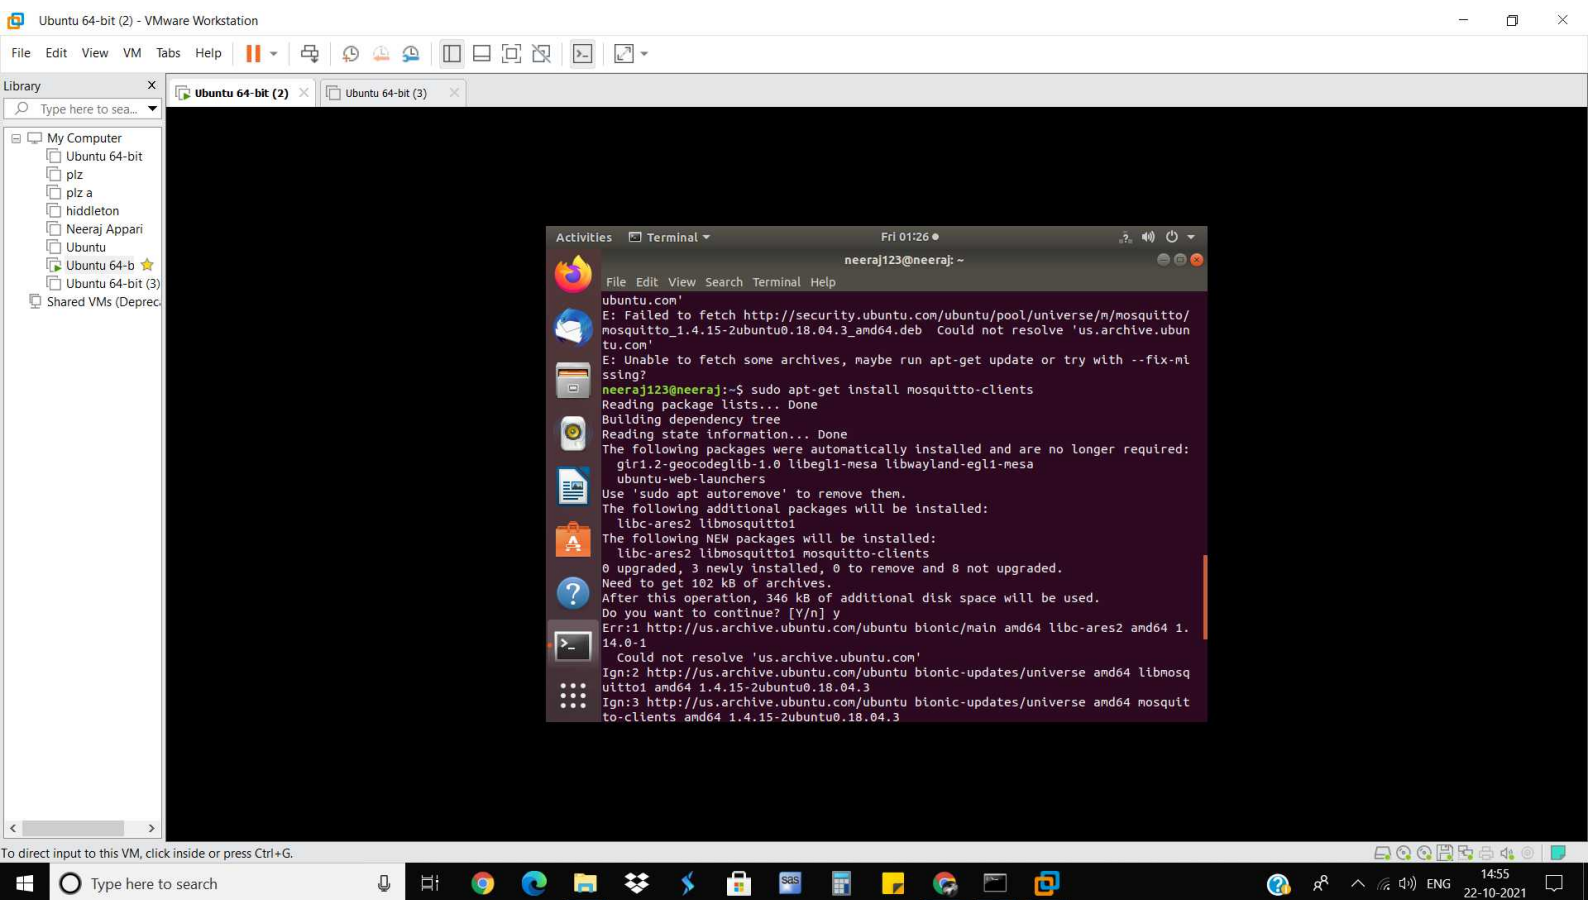 Ubuntu 64-bit (2) - VMware Workstation
File Edit View VM Tabs Help
Library
Type here to sea...
Ubuntu 64-bit (2)
Ubuntu 64-bit (3)
My Computer
Ubuntu 64-bit
plz
plz a
hiddleton
Neeraj Appari
Ubuntu
Ubuntu 64-b
Ubuntu 64-bit (3)
Shared VMs (Depreca
Activities Terminal Fri 01:26
neeraj123@neeraj: ~
File Edit View Search Terminal Help
ubuntu.com'
E: Failed to fetch http://security.ubuntu.com/ubuntu/pool/universe/m/mosquitto/
mosquitto_1.4.15-2ubuntu0.18.04.3_amd64.deb  Could not resolve 'us.archive.ubun
tu.com'
E: Unable to fetch some archives, maybe run apt-get update or try with --fix-mi
ssing?
neeraj123@neeraj:~$ sudo apt-get install mosquitto-clients
Reading package lists... Done
Building dependency tree
Reading state information... Done
The following packages were automatically installed and are no longer required:
  gir1.2-geocodeglib-1.0 libegl1-mesa libwayland-egl1-mesa
  ubuntu-web-launchers
Use 'sudo apt autoremove' to remove them.
The following additional packages will be installed:
  libc-ares2 libmosquitto1
The following NEW packages will be installed:
  libc-ares2 libmosquitto1 mosquitto-clients
0 upgraded, 3 newly installed, 0 to remove and 8 not upgraded.
Need to get 102 kB of archives.
After this operation, 346 kB of additional disk space will be used.
Do you want to continue? [Y/n] y
Err:1 http://us.archive.ubuntu.com/ubuntu bionic/main amd64 libc-ares2 amd64 1.
14.0-1
  Could not resolve 'us.archive.ubuntu.com'
Ign:2 http://us.archive.ubuntu.com/ubuntu bionic-updates/universe amd64 libmosq
uitto1 amd64 1.4.15-2ubuntu0.18.04.3
Ign:3 http://us.archive.ubuntu.com/ubuntu bionic-updates/universe amd64 mosquit
to-clients amd64 1.4.15-2ubuntu0.18.04.3
To direct input to this VM, click inside or press Ctrl+G.
Type here to search
sas
ENG
14:55
22-10-2021